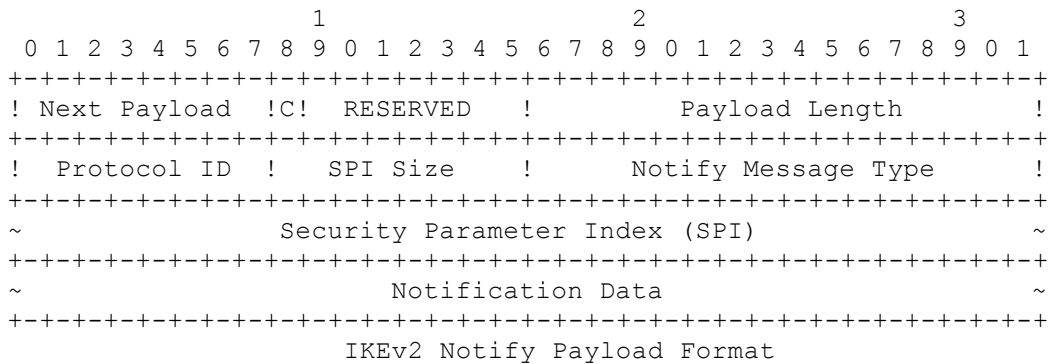 1                   2                   3
 0 1 2 3 4 5 6 7 8 9 0 1 2 3 4 5 6 7 8 9 0 1 2 3 4 5 6 7 8 9 0 1
+-+-+-+-+-+-+-+-+-+-+-+-+-+-+-+-+-+-+-+-+-+-+-+-+-+-+-+-+-+-+-+-+
! Next Payload  !C!  RESERVED   !         Payload Length        !
+-+-+-+-+-+-+-+-+-+-+-+-+-+-+-+-+-+-+-+-+-+-+-+-+-+-+-+-+-+-+-+-+
!  Protocol ID  !   SPI Size    !      Notify Message Type      !
+-+-+-+-+-+-+-+-+-+-+-+-+-+-+-+-+-+-+-+-+-+-+-+-+-+-+-+-+-+-+-+-+
~                Security Parameter Index (SPI)                 ~
+-+-+-+-+-+-+-+-+-+-+-+-+-+-+-+-+-+-+-+-+-+-+-+-+-+-+-+-+-+-+-+-+
~                       Notification Data                       ~
+-+-+-+-+-+-+-+-+-+-+-+-+-+-+-+-+-+-+-+-+-+-+-+-+-+-+-+-+-+-+-+-+
                     IKEv2 Notify Payload Format